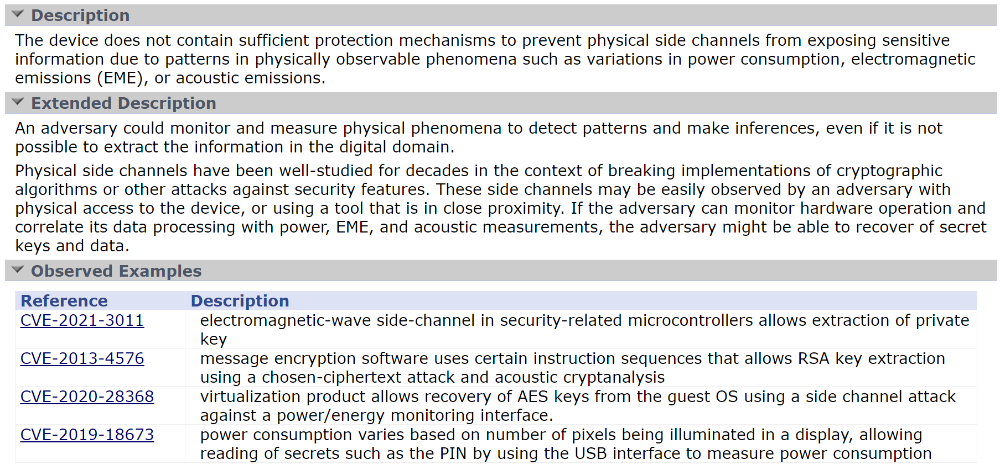 Description
The device does not contain sufficient protection mechanisms to prevent physical side channels from exposing sensitive
information due to patterns in physically observable phenomena such as variations in power consumption, electromagnetic
emissions (EME), or acoustic emissions.
Extended Description
An adversary could monitor and measure physical phenomena to detect patterns and make inferences, even if it is not
possible to extract the information in the digital domain.
Physical side channels have been well-studied for decades in the context of breaking implementations of cryptographic
algorithms or other attacks against security features. These side channels may be easily observed by an adversary with
physical access to the device, or using a tool that is in close proximity. If the adversary can monitor hardware operation and
correlate its data processing with power, EME, and acoustic measurements, the adversary might be able to recover of secret
keys and data.
Observed Examples
Reference Description
CVE-2021-3011 electromagnetic-wave side-channel in security-related microcontrollers allows extraction of private
key
CVE-2013-4576 message encryption software uses certain instruction sequences that allows RSA key extraction
using a chosen-ciphertext attack and acoustic cryptanalysis
CVE-2020-28368 virtualization product allows recovery of AES keys from the guest OS using a side channel attack
against a power/energy monitoring interface.
CVE-2019-18673 power consumption varies based on number of pixels being illuminated in a display, allowing
reading of secrets such as the PIN by using the USB interface to measure power consumption